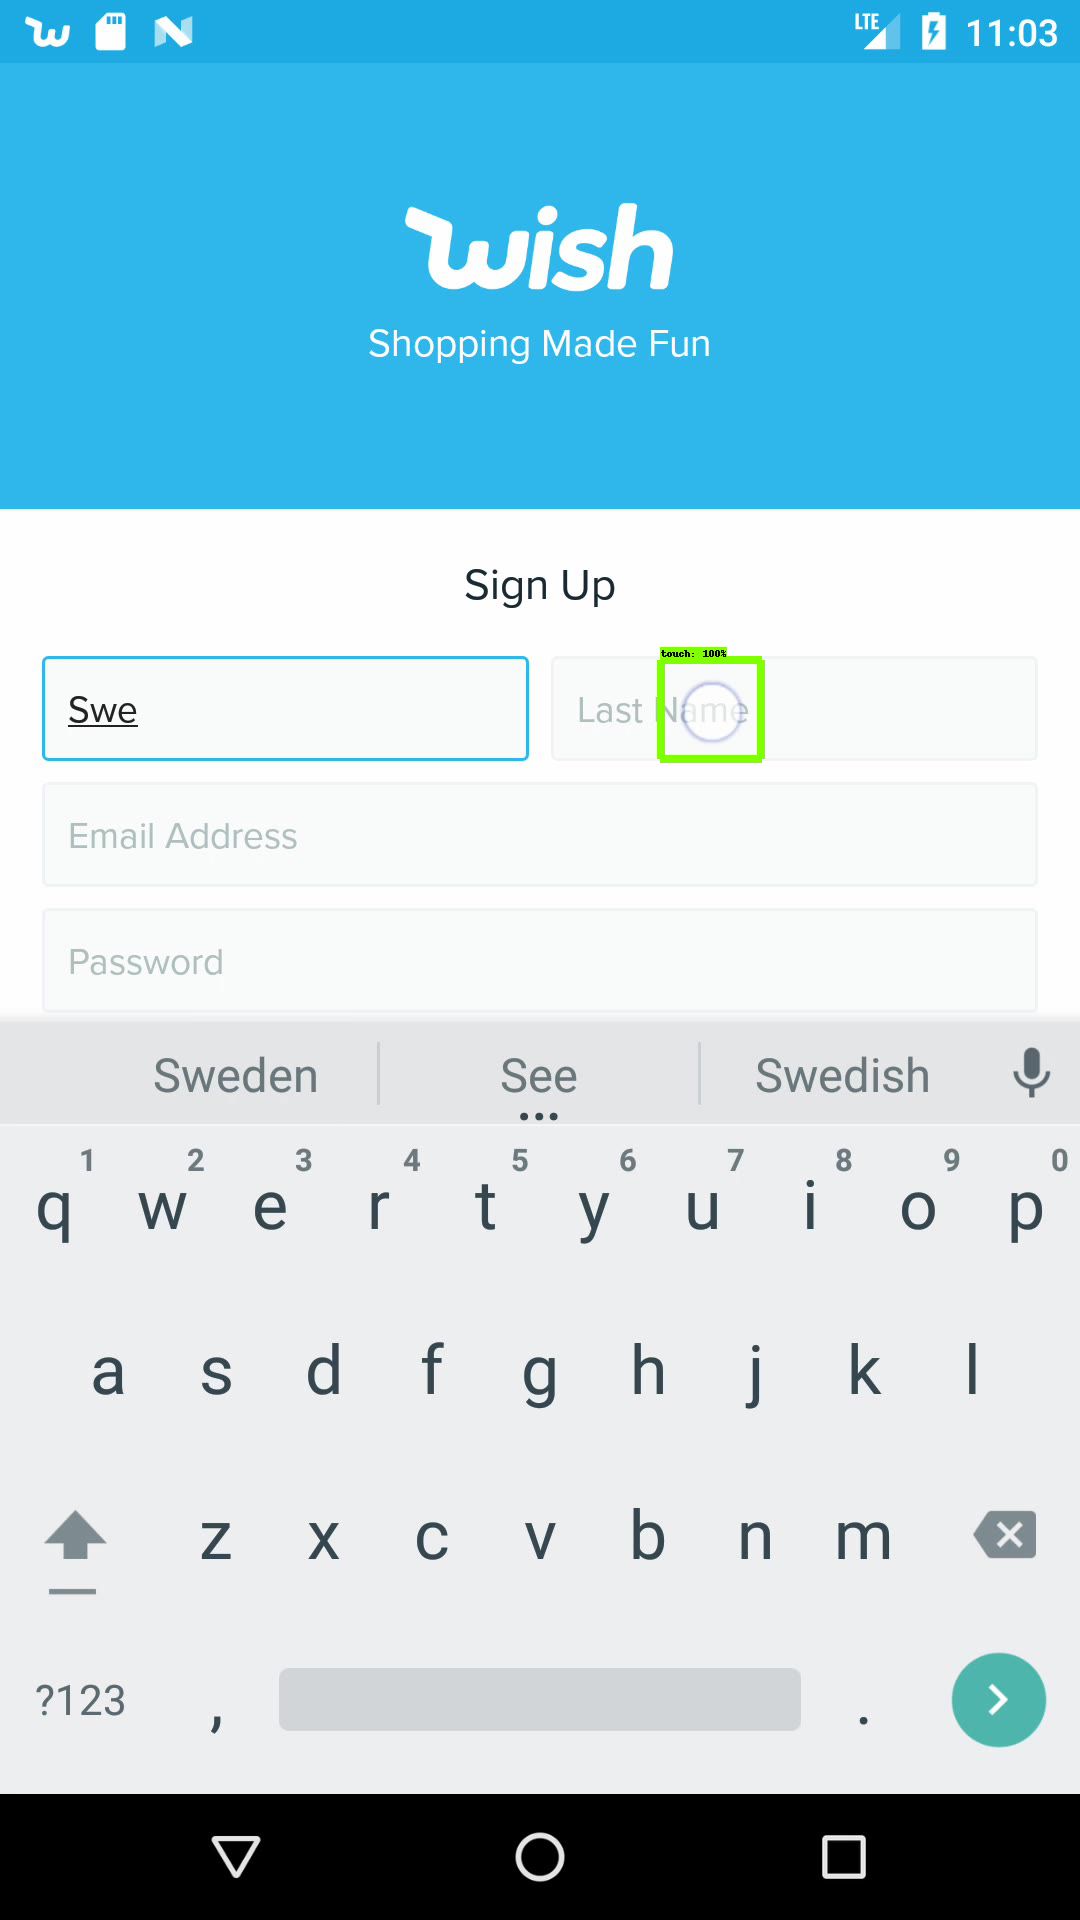 LTE 11:03
wish
Shopping Made Fun
Sign Up
touch: 100%
Swe
Last Name
Email Address
Password
Sweden See Swedish
1 2 3 4 5 6 7 8 9 0
q w e r t y u i o p
a s d f g h j k l
z x c v b n m
?123 , .